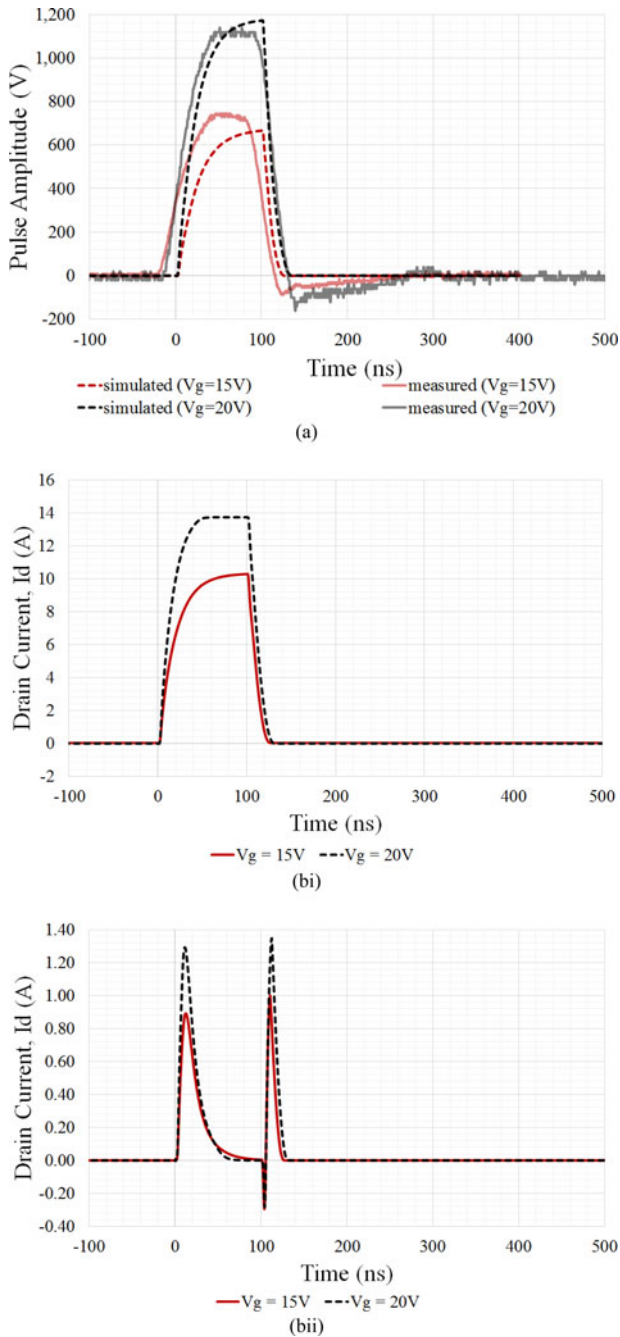 (a)
1,200
1,000
800
600
400
200
0
-200
Pulse Amplitude (V)
-100 0 100 200 300 400 500
Time (ns)
simulated (Vg=15V) measured (Vg=15V)
simulated (Vg=20V) measured (Vg=20V)
(a)
16
14
12
10
8
6
4
2
0
-2
Drain Current, Id (A)
-100 0 100 200 300 400 500
Time (ns)
Vg = 15V Vg = 20V
(bi)
1.40
1.20
1.00
0.80
0.60
0.40
0.20
0.00
-0.20
-0.40
Drain Current, Id (A)
-100 0 100 200 300 400 500
Time (ns)
Vg = 15V Vg = 20V
(bii)